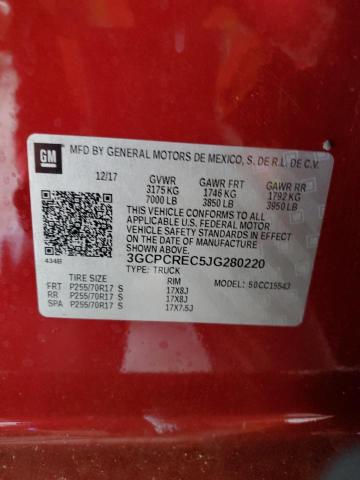 GM
MFD BY GENERAL MOTORS DE MEXICO, S. DE R.L. DE C.V.
12/17 GVWR GAWR FRT GAWR RR
3175 KG 1746 KG 1792 KG
7000 LB 3850 LB 3950 LB
THIS VEHICLE CONFORMS TO ALL APPLICABLE
U.S. FEDERAL MOTOR
VEHICLE SAFETY STANDARDS IN EFFECT ON THE
DATE OF MANUFACTURE SHOWN ABOVE.
3GCPCREC5JG280220
434B TYPE: TRUCK
TIRE SIZE RIM MODEL: 50CC15543
FRT P255/70R17 S 17X8J
RR P255/70R17 S 17X8J
SPA P255/70R17 S 17X7.5J